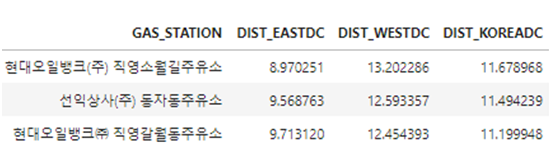 GAS_STATION DIST_EASTDC DIST_WESTDC DIST_KOREADC
현대오일뱅크(주) 직영소월길주유소 8.970251 13.202286 11.678968
선익상사(주) 동자동주유소 9.568763 12.593357 11.494239
현대오일뱅크㈜ 직영갈월동주유소 9.713120 12.454393 11.199948